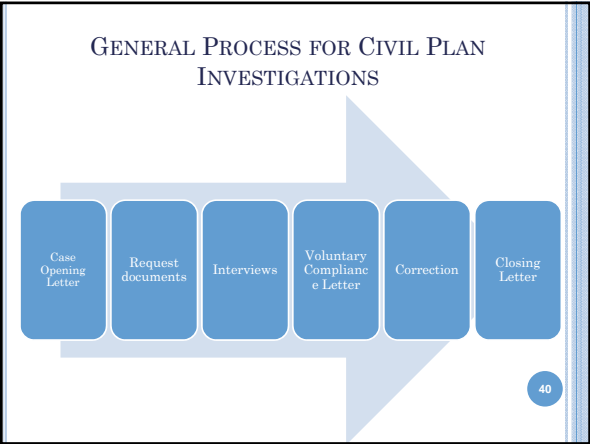 GENERAL PROCESS FOR CIVIL PLAN
INVESTIGATIONS
Case
Opening
Letter
Request
documents
Interviews
Voluntary
Complianc
e Letter
Correction
Closing
Letter
40